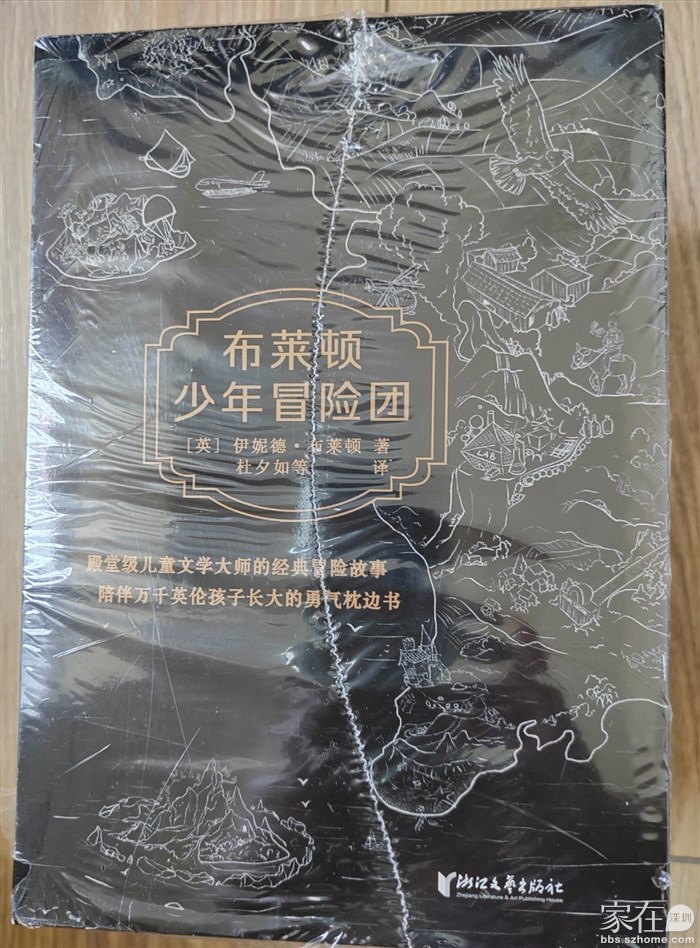 布莱顿
少年冒险团
[英] 伊妮德·布莱顿 著
杜夕如等 译
殿堂级儿童文学大师的经典冒险故事
陪伴万千英伦孩子长大的勇气枕边书
LAB
浙江文艺出版社
Zhejiang Literature & Art Publishing House
家在深圳
bbs.szhome.com